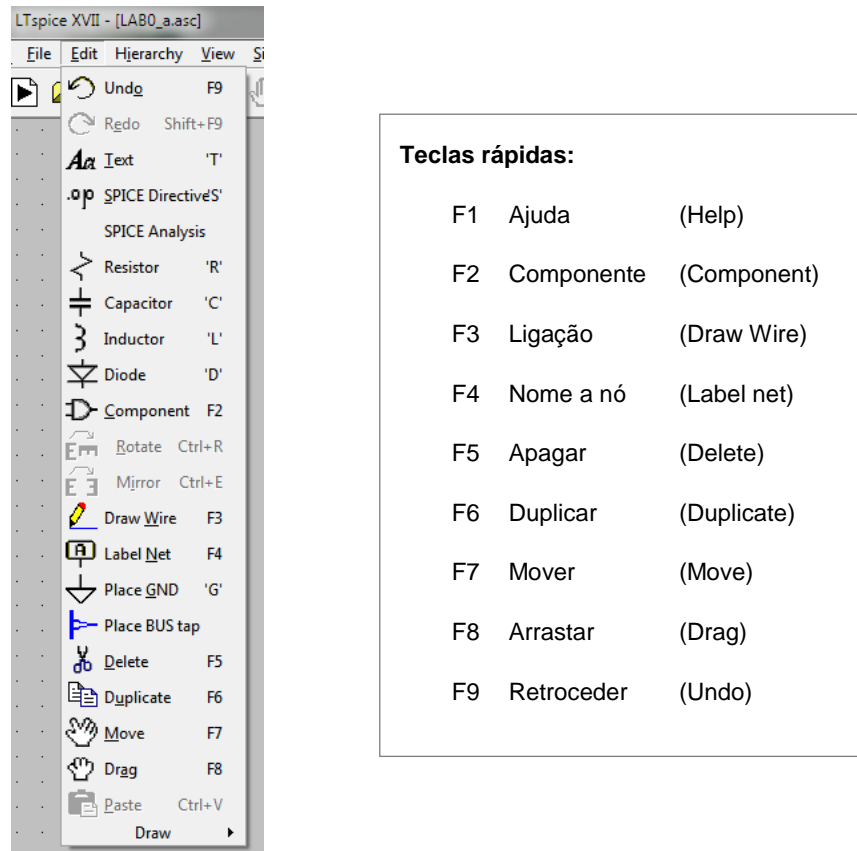 LTspice XVII - [LAB0_a.asc]
File Edit Hierarchy View Si
Undo F9
Redo Shift+F9
Aa Text 'T'
.op SPICE Directive'S'
SPICE Analysis
Resistor 'R'
Capacitor 'C'
Inductor 'L'
Diode 'D'
Component F2
Rotate Ctrl+R
Mirror Ctrl+E
Draw Wire F3
A Label Net F4
Place GND 'G'
Place BUS tap
Delete F5
Duplicate F6
Move F7
Drag F8
Paste Ctrl+V
Draw
Teclas rápidas:
F1 Ajuda (Help)
F2 Componente (Component)
F3 Ligação (Draw Wire)
F4 Nome a nó (Label net)
F5 Apagar (Delete)
F6 Duplicar (Duplicate)
F7 Mover (Move)
F8 Arrastar (Drag)
F9 Retroceder (Undo)